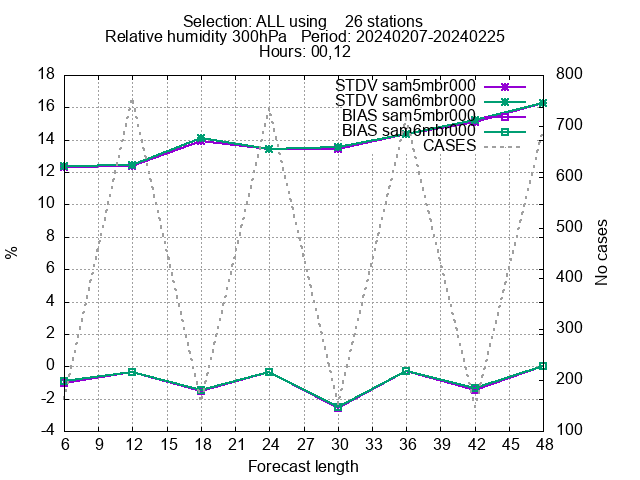 Selection: ALL using    26 stations
Relative humidity 300hPa   Period: 20240207-20240225
Hours: 00,12
STDV sam5mbr000
STDV sam6mbr000
BIAS sam5mbr000
BIAS sam6mbr000
CASES
18
16
14
12
10
8
6
4
2
0
-2
-4
%
800
700
600
500
400
300
200
100
No cases
6 9 12 15 18 21 24 27 30 33 36 39 42 45 48
Forecast length